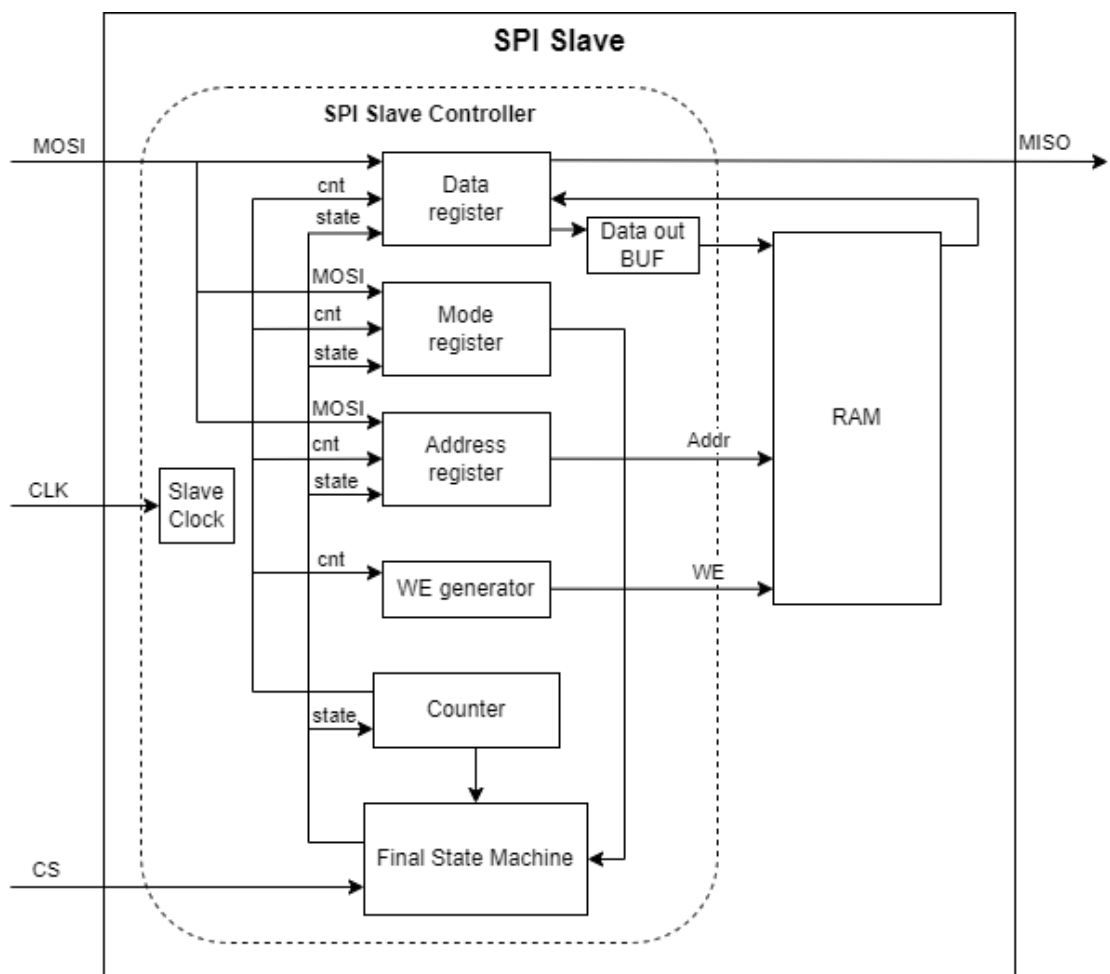 SPI Slave
SPI Slave Controller
MOSI
MISO
cnt
state
Data
register
Data out
BUF
MOSI
cnt
state
Mode
register
RAM
MOSI
cnt
state
Address
register
Addr
CLK
Slave
Clock
cnt
WE generator
WE
state
Counter
Final State Machine
CS